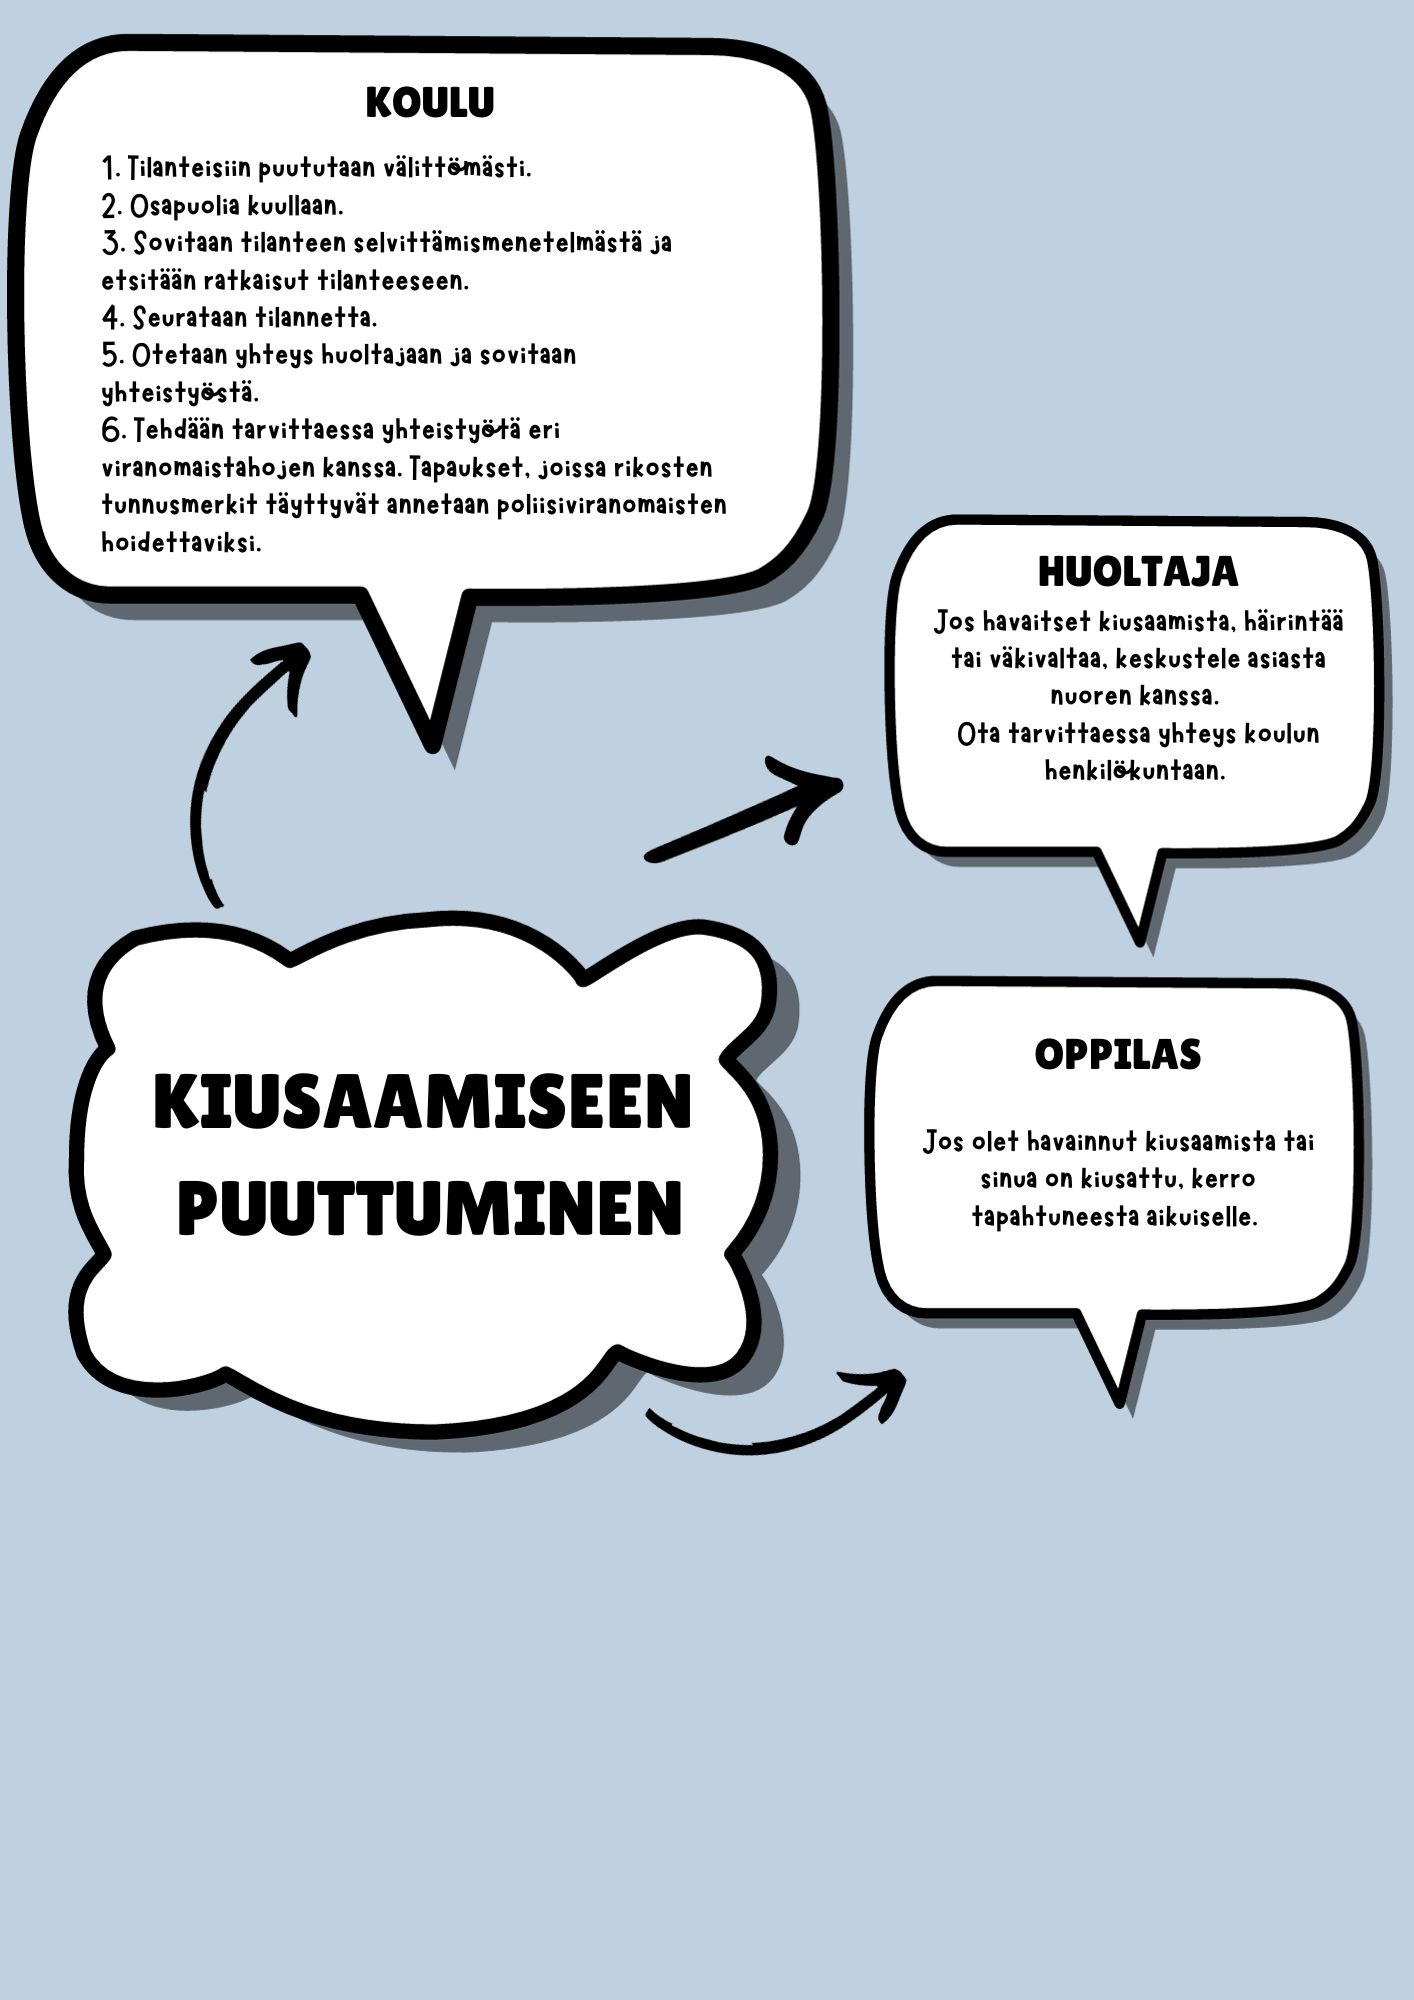 KOULU
1. Tilanteisiin puututaan välittömästi.
2. Osapuolia kuullaan.
3. Sovitaan tilanteen selvittämismenetelmästä ja
etsitään ratkaisut tilanteeseen.
4. Seurataan tilannetta.
5. Otetaan yhteys huoltajaan ja sovitaan
yhteistyöstä.
6. Tehdään tarvittaessa yhteistyötä eri
viranomaistahojen kanssa. Tapaukset, joissa rikosten
tunnusmerkit täyttyvät annetaan poliisiviranomaisten
hoidettaviksi.
HUOLTAJA
Jos havaitset kiusaamista, häirintää
tai väkivaltaa, keskustele asiasta
nuoren kanssa.
Ota tarvittaessa yhteys koulun
henkilökuntaan.
KIUSAAMISEEN
PUUTTUMINEN
OPPILAS
Jos olet havainnut kiusaamista tai
sinua on kiusattu, kerro
tapahtuneesta aikuiselle.